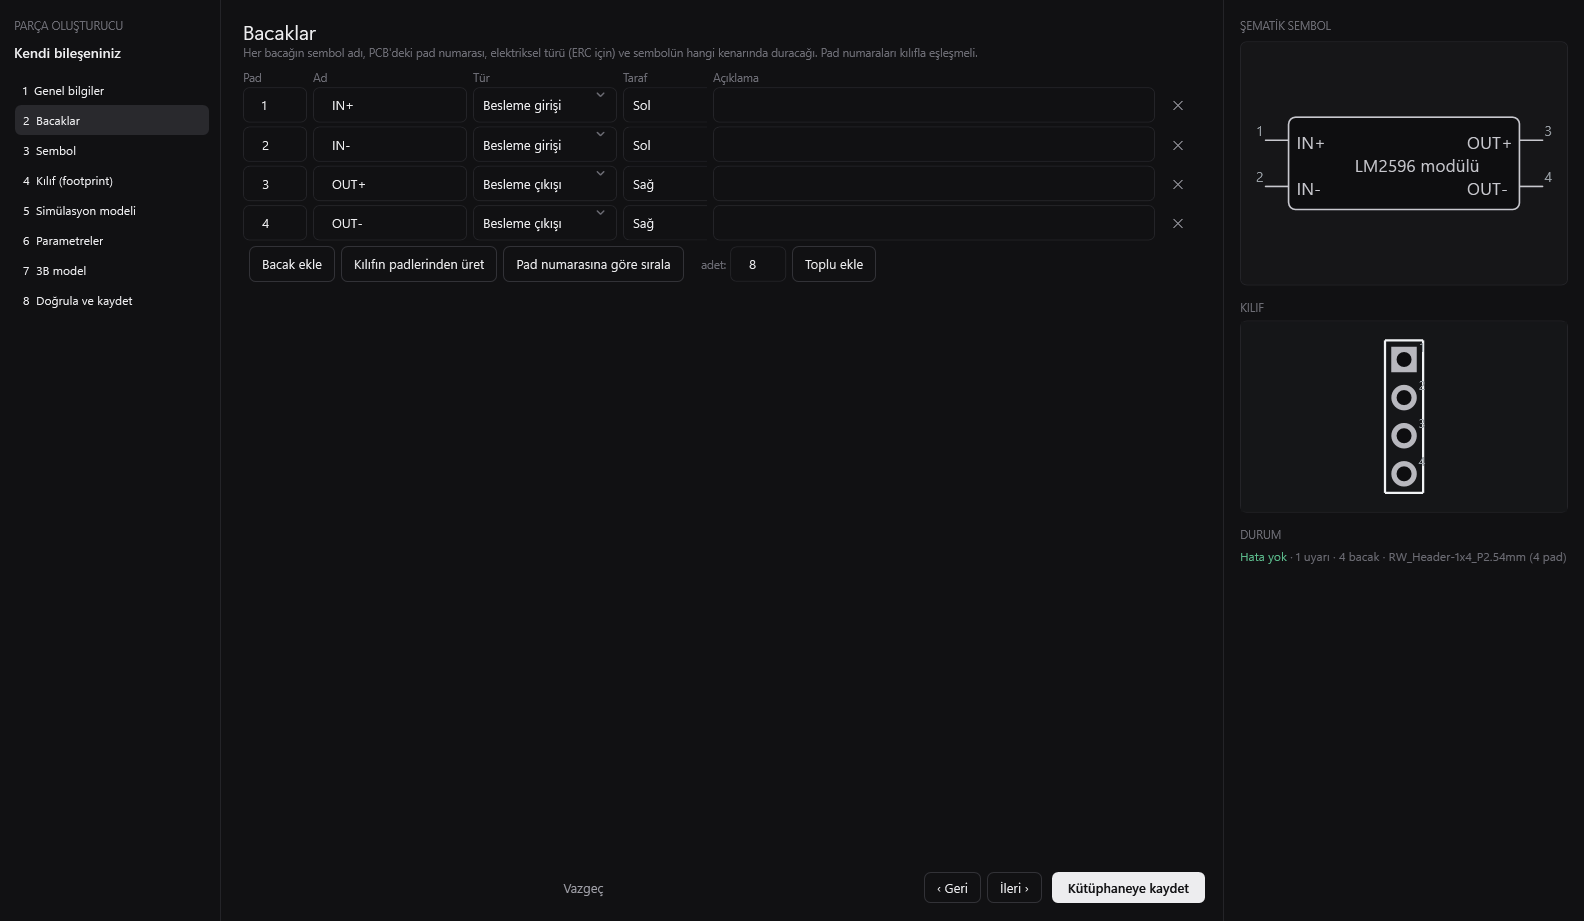 PARÇA OLUŞTURUCU
Kendi bileşeniniz
1 Genel bilgiler
2 Bacaklar
3 Sembol
4 Kılıf (footprint)
5 Simülasyon modeli
6 Parametreler
7 3B model
8 Doğrula ve kaydet
Bacaklar
Her bacağın sembol adı, PCB'deki pad numarası, elektriksel türü (ERC için) ve sembolün hangi kenarında duracağı. Pad numaraları kılıfla eşleşmeli.
Pad Ad Tür Taraf Açıklama
1 IN+ Besleme girişi Sol
2 IN- Besleme girişi Sol
3 OUT+ Besleme çıkışı Sağ
4 OUT- Besleme çıkışı Sağ
Bacak ekle Kılıfın padlerinden üret Pad numarasına göre sırala adet: 8 Toplu ekle
Vazgeç ‹ Geri İleri › Kütüphaneye kaydet
ŞEMATİK SEMBOL
1 IN+ OUT+ 3
LM2596 modülü
2 IN- OUT- 4
KILIF
1
2
3
4
DURUM
Hata yok · 1 uyarı · 4 bacak · RW_Header-1x4_P2.54mm (4 pad)